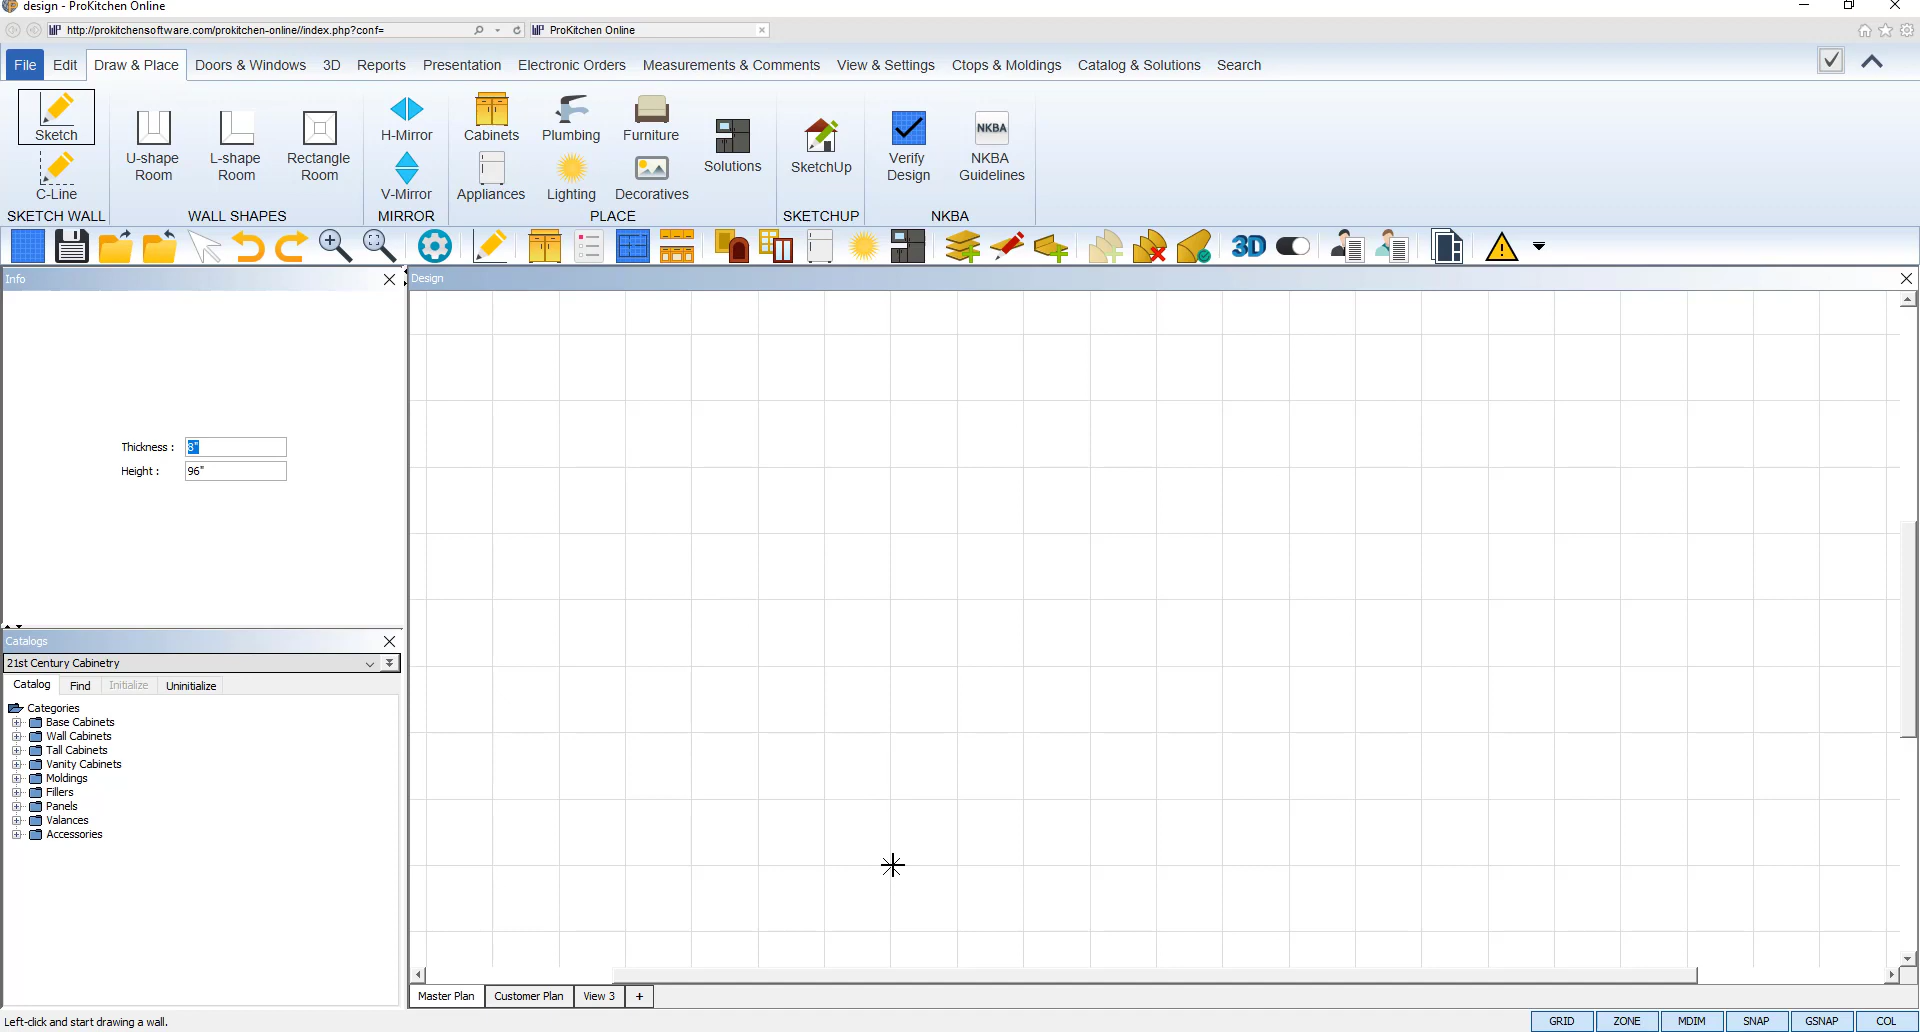 design - ProKitchen Online
http://prokitchensoftware.com/prokitchen-online//index.php?conf=
ProKitchen Online
File Edit Draw & Place Doors & Windows 3D Reports Presentation Electronic Orders Measurements & Comments View & Settings Ctops & Moldings Catalog & Solutions Search
Sketch
C-Line
SKETCH WALL
U-shape Room
L-shape Room
Rectangle Room
WALL SHAPES
H-Mirror
V-Mirror
MIRROR
Cabinets
Plumbing
Furniture
Appliances
Lighting
Decoratives
Solutions
PLACE
SketchUp
SKETCHUP
NKBA
Verify Design
NKBA Guidelines
NKBA
3D
Info
Thickness : 8"
Height : 96"
Catalogs
21st Century Cabinetry
Catalog Find Initialize Uninitialize
Categories
Base Cabinets
Wall Cabinets
Tall Cabinets
Vanity Cabinets
Moldings
Fillers
Panels
Valances
Accessories
Design
Master Plan Customer Plan View 3 +
Left-click and start drawing a wall.
GRID ZONE MDIM SNAP GSNAP COL